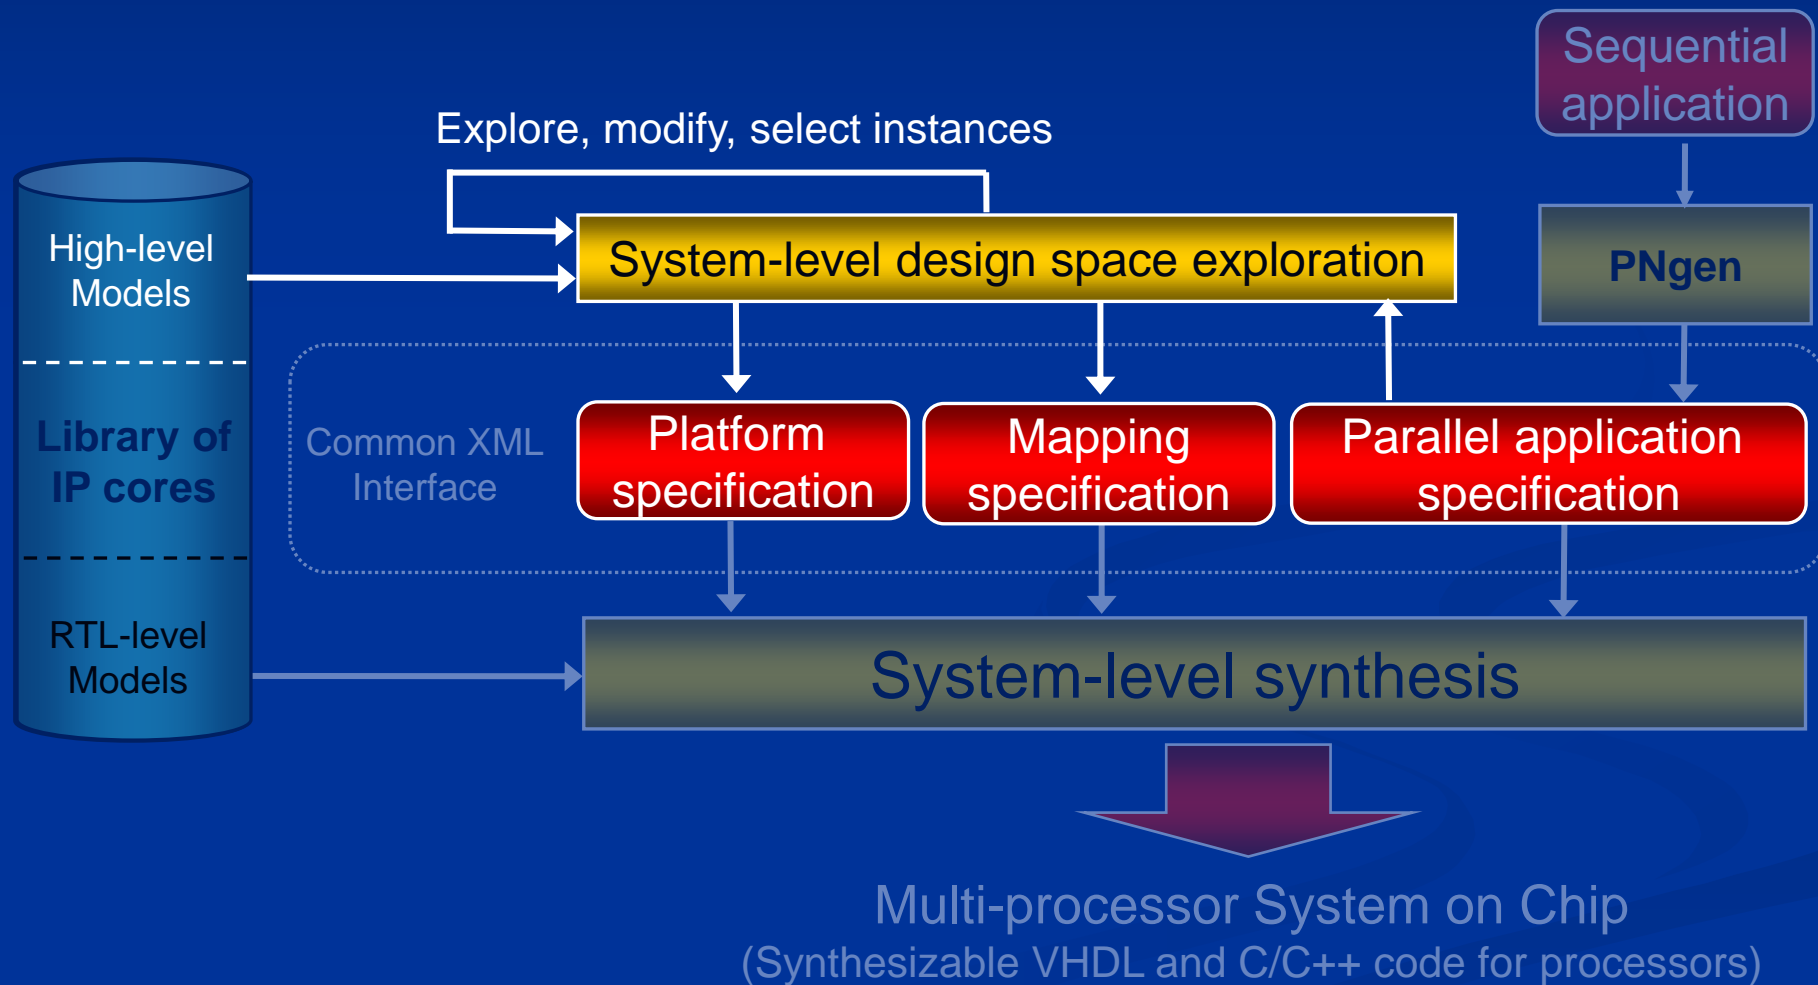 Sequential
application
Explore, modify, select instances
High-level
Models
System-level design space exploration
PNgen
Library of
IP cores
Common XML
Interface
Platform
specification
Mapping
specification
Parallel application
specification
RTL-level
Models
System-level synthesis
Multi-processor System on Chip
(Synthesizable VHDL and C/C++ code for processors)